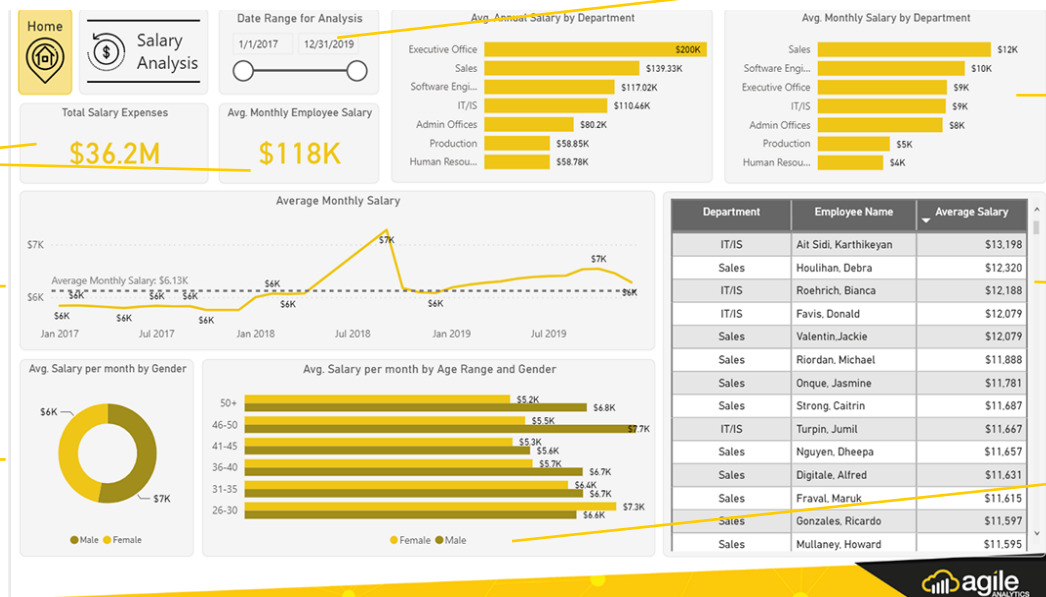 Home
Salary
Analysis
Date Range for Analysis
1/1/2017 12/31/2019
Total Salary Expenses
$36.2M
Avg. Monthly Employee Salary
$118K
Avg. Annual Salary by Department
Executive Office $200K
Sales $139.33K
Software Engi... $117.02K
IT/IS $110.46K
Admin Offices $80.2K
Production $58.85K
Human Resou... $58.78K
Avg. Monthly Salary by Department
Sales $12K
Software Engi... $10K
Executive Office $9K
IT/IS $9K
Admin Offices $8K
Production $5K
Human Resou... $4K
Average Monthly Salary
$7K
$6K
Average Monthly Salary: $6.13K
$6K $6K $6K $6K $6K $6K $6K $6K $7K $6K $7K $6K
Jan 2017 Jul 2017 Jan 2018 Jul 2018 Jan 2019 Jul 2019
Department Employee Name Average Salary
IT/IS Ait Sidi, Karthikeyan $13,198
Sales Houlihan, Debra $12,320
IT/IS Roehrich, Bianca $12,188
IT/IS Favis, Donald $12,079
Sales Valentin,Jackie $12,079
Sales Riordan, Michael $11,888
Sales Onque, Jasmine $11,781
Sales Strong, Caitrin $11,687
IT/IS Turpin, Jumil $11,667
Sales Nguyen, Dheepa $11,657
Sales Digitale, Alfred $11,631
Sales Fraval, Maruk $11,615
Sales Gonzales, Ricardo $11,597
Sales Mullaney, Howard $11,595
Avg. Salary per month by Gender
$6K
$7K
Male Female
Avg. Salary per month by Age Range and Gender
50+ $5.2K $6.8K
46-50 $5.5K $7.7K
41-45 $5.3K $5.6K
36-40 $5.7K $6.7K
31-35 $6.4K $6.7K
26-30 $7.3K $6.6K
Female Male
agile
ANALYTICS